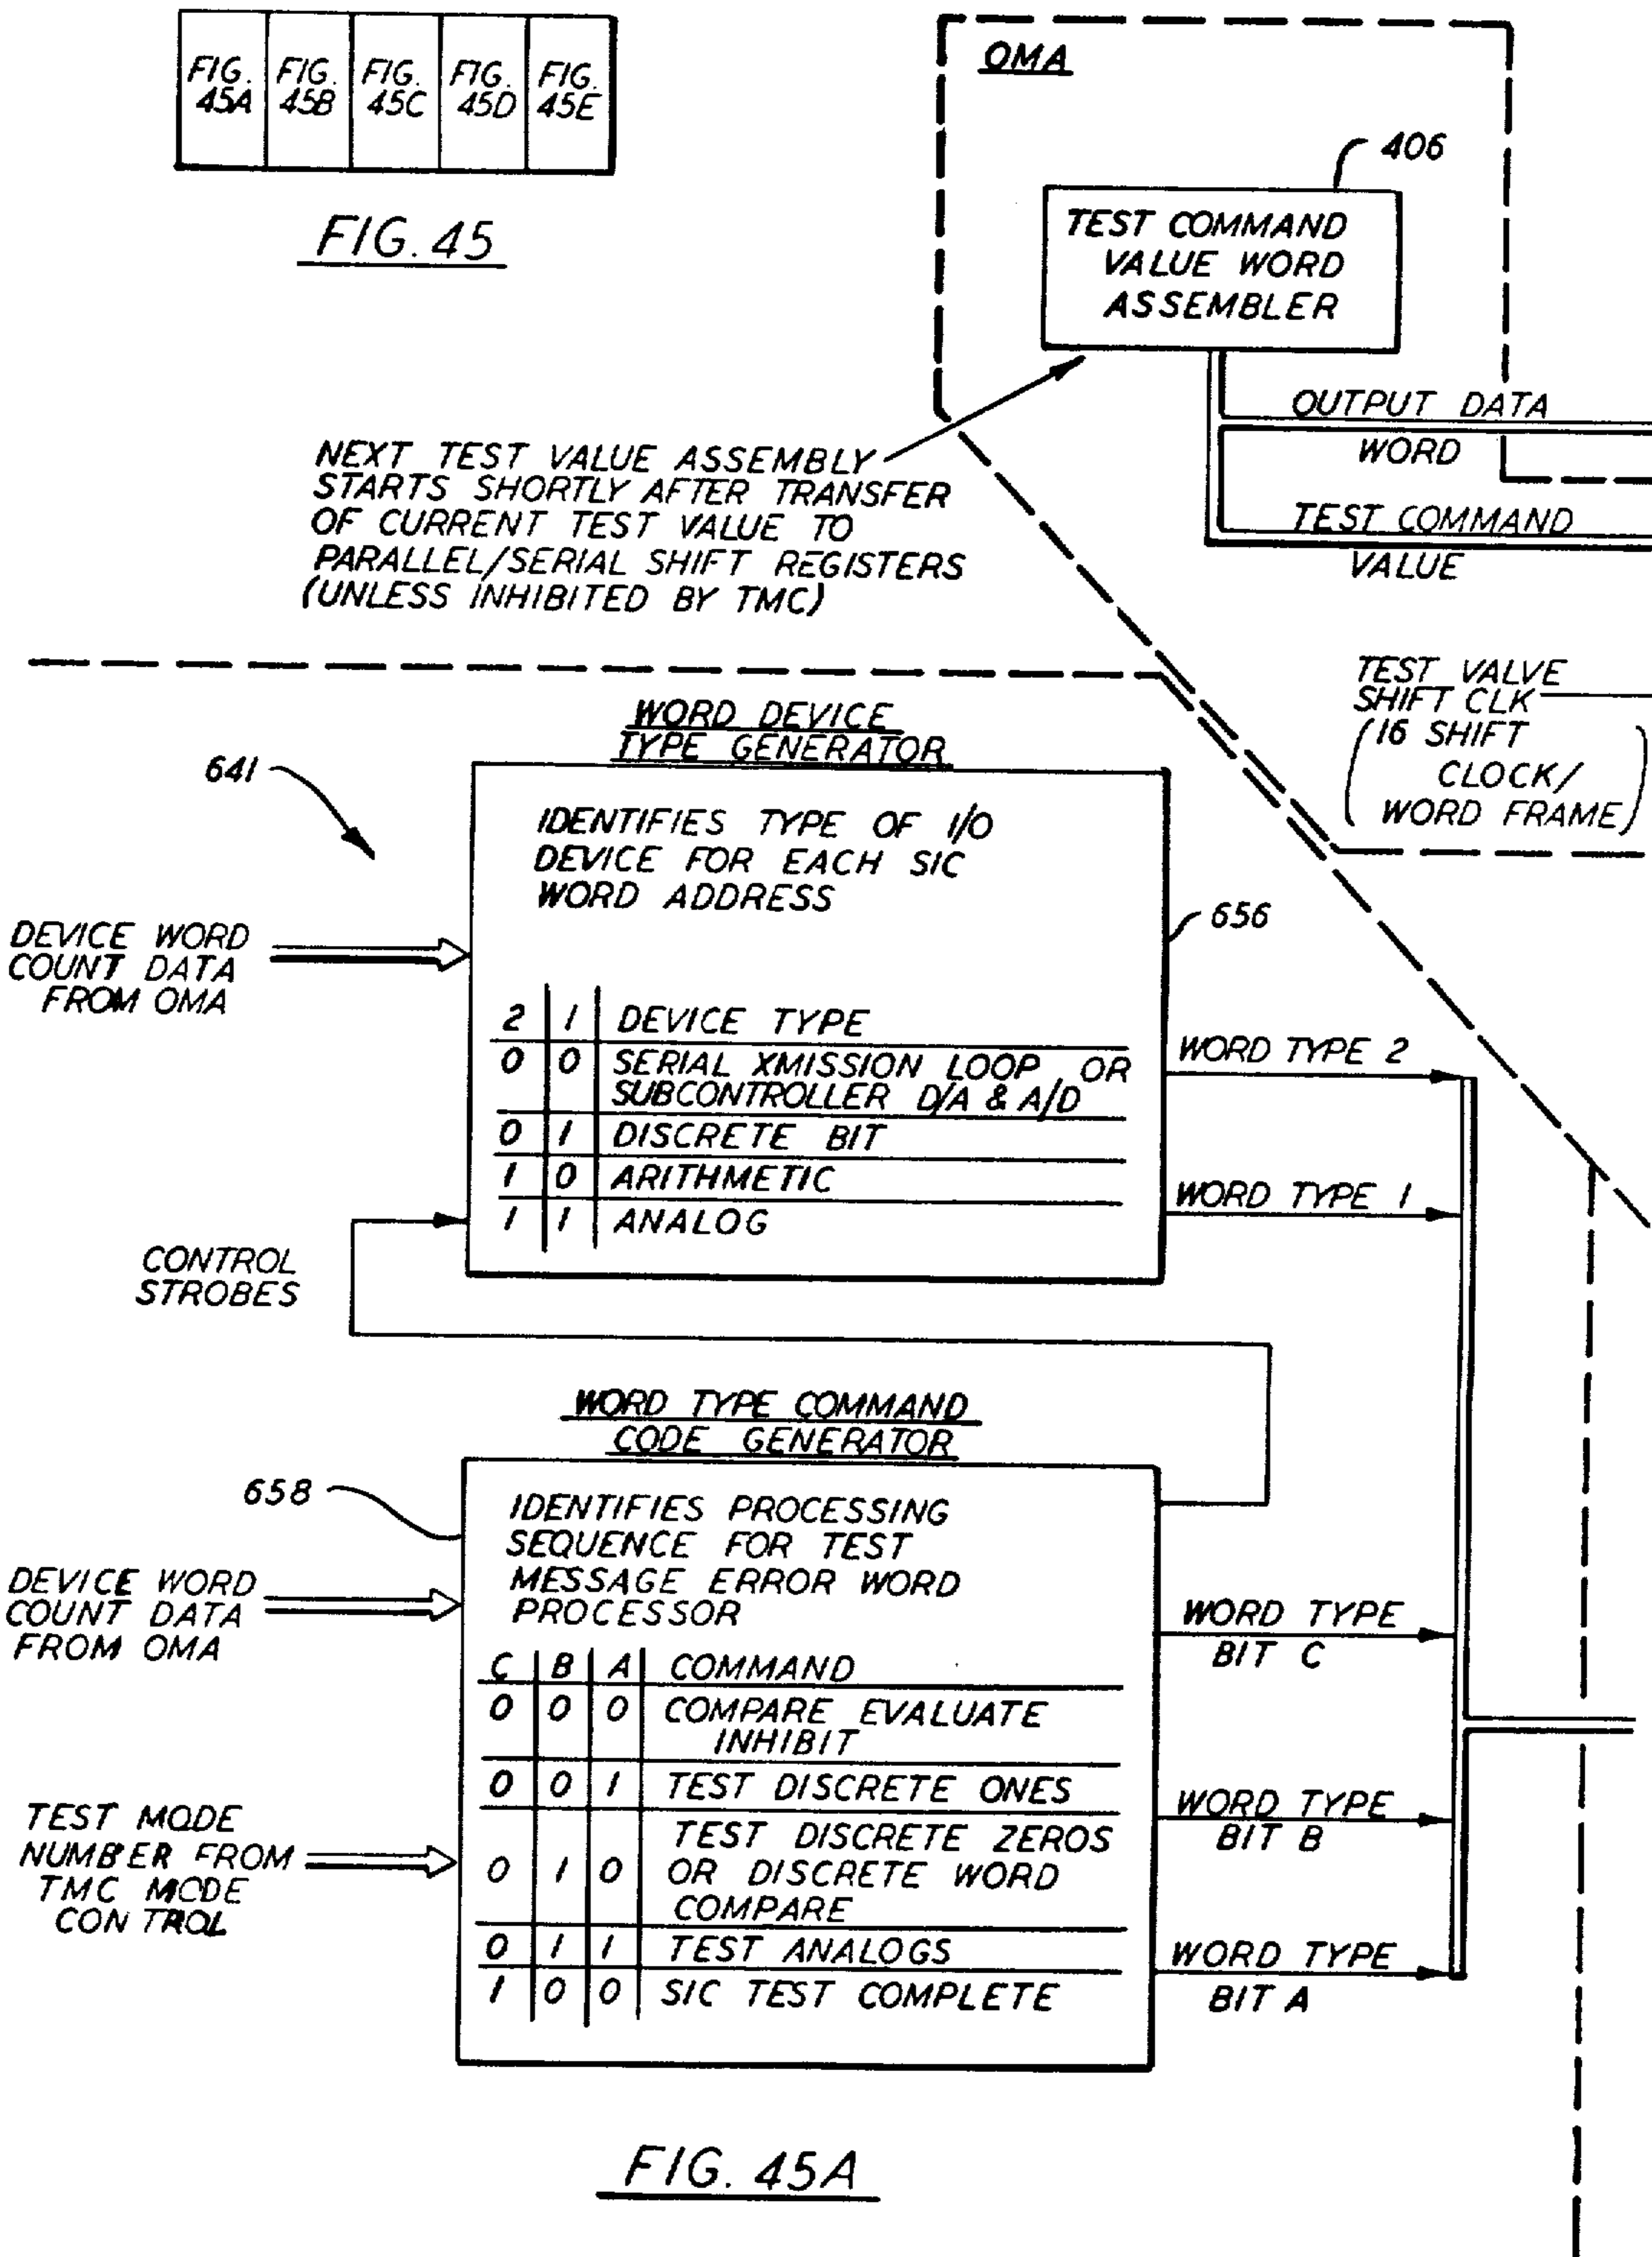 FIG. 45A
FIG. 45B
FIG. 45C
FIG. 45D
FIG. 45E
FIG. 45
OMA
406
TEST COMMAND
VALUE WORD
ASSEMBLER
OUTPUT DATA
WORD
TEST COMMAND
VALUE
NEXT TEST VALUE ASSEMBLY
STARTS SHORTLY AFTER TRANSFER
OF CURRENT TEST VALUE TO
PARALLEL/SERIAL SHIFT REGISTERS
(UNLESS INHIBITED BY TMC)
TEST VALVE
SHIFT CLK
(16 SHIFT
CLOCK/
WORD FRAME)
WORD DEVICE
TYPE GENERATOR
641
IDENTIFIES TYPE OF I/O
DEVICE FOR EACH SIC
WORD ADDRESS
656
DEVICE WORD
COUNT DATA
FROM OMA
2 1 DEVICE TYPE
0 0 SERIAL XMISSION LOOP OR
SUBCONTROLLER D/A & A/D
0 1 DISCRETE BIT
1 0 ARITHMETIC
1 1 ANALOG
WORD TYPE 2
WORD TYPE 1
CONTROL
STROBES
WORD TYPE COMMAND
CODE GENERATOR
658
IDENTIFIES PROCESSING
SEQUENCE FOR TEST
MESSAGE ERROR WORD
PROCESSOR
DEVICE WORD
COUNT DATA
FROM OMA
C B A COMMAND
0 0 0 COMPARE EVALUATE
INHIBIT
0 0 1 TEST DISCRETE ONES
TEST DISCRETE ZEROS
0 1 0 OR DISCRETE WORD
COMPARE
0 1 1 TEST ANALOGS
1 0 0 SIC TEST COMPLETE
TEST MODE
NUMBER FROM
TMC MODE
CONTROL
WORD TYPE
BIT C
WORD TYPE
BIT B
WORD TYPE
BIT A
FIG. 45A